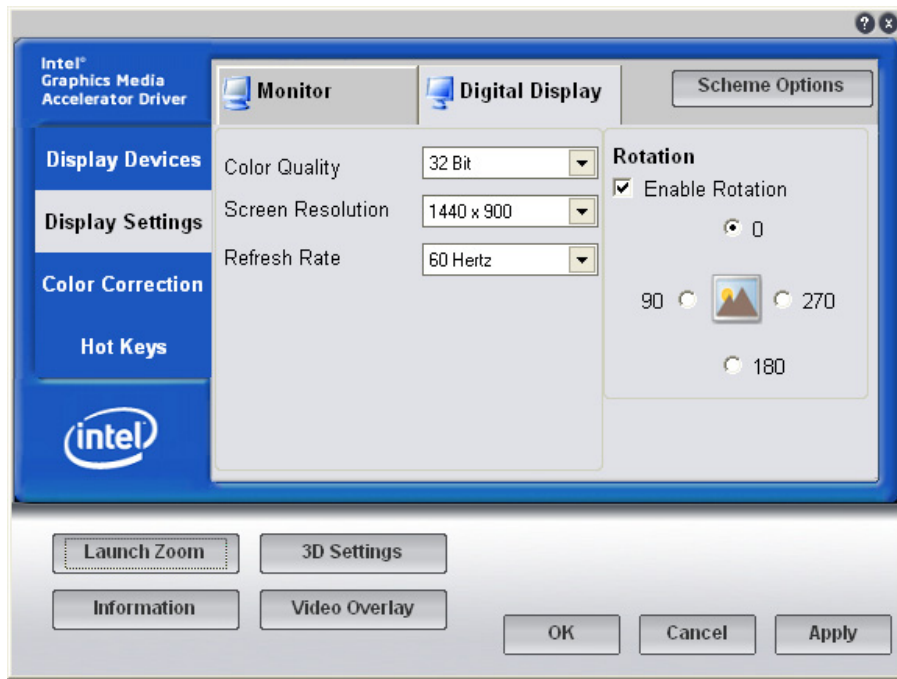 Intel®
Graphics Media
Accelerator Driver
Monitor
Digital Display
Scheme Options
Display Devices
Display Settings
Color Correction
Hot Keys
intel
Color Quality
32 Bit
Screen Resolution
1440 x 900
Refresh Rate
60 Hertz
Rotation
Enable Rotation
0
90
270
180
Launch Zoom
3D Settings
Information
Video Overlay
OK
Cancel
Apply